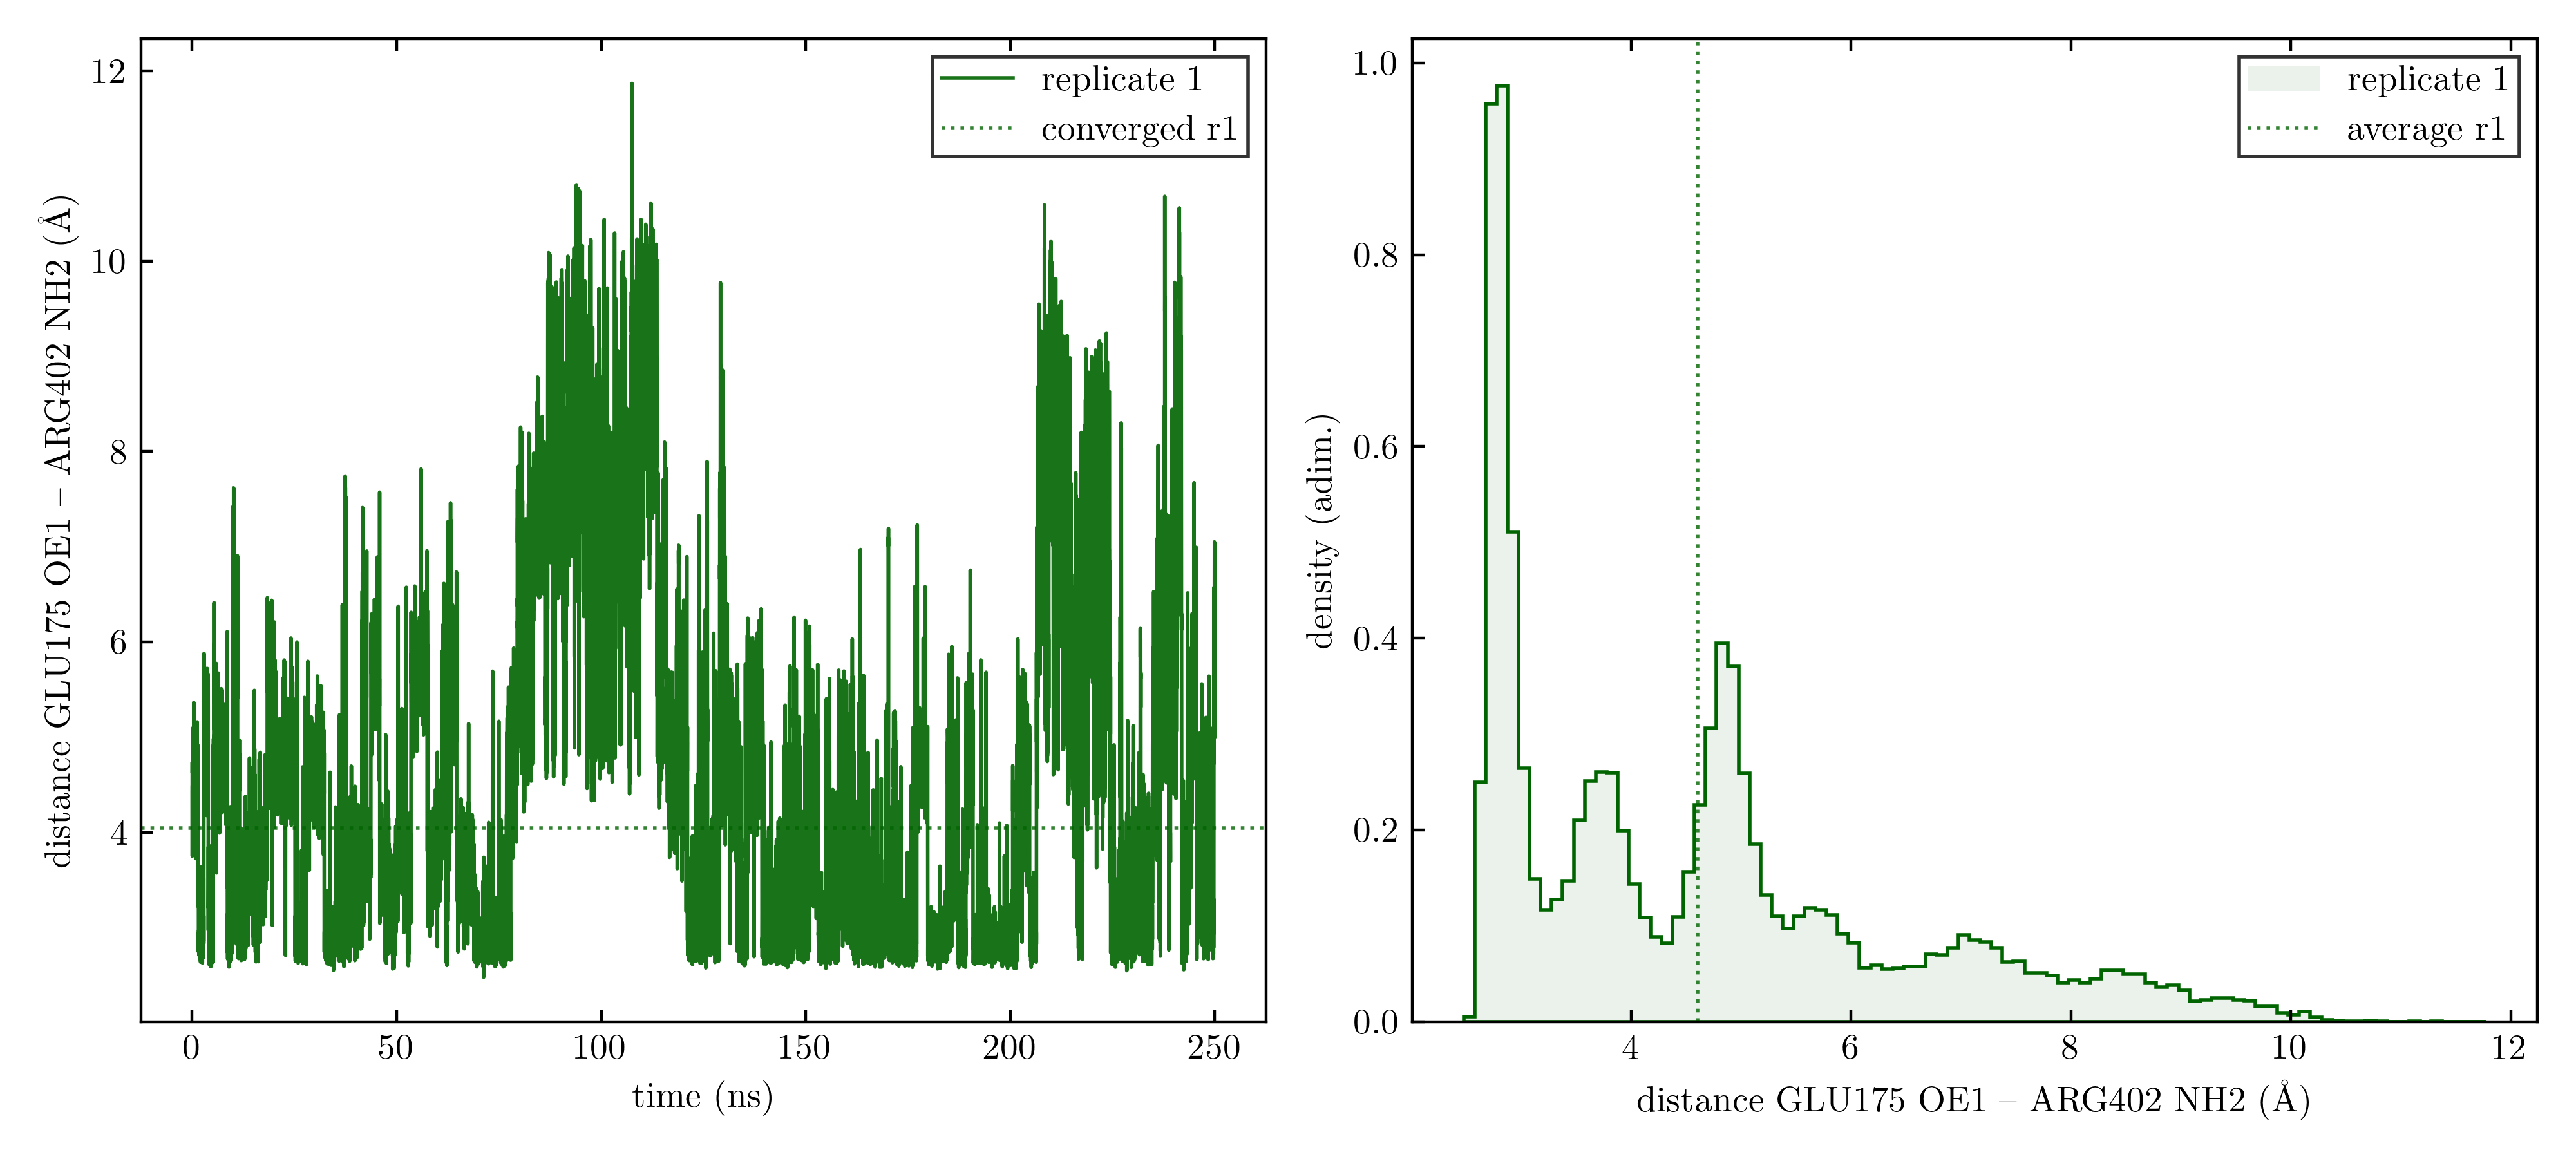 distance GLU175 OE1 – ARG402 NH2 (Å)
12
10
8
6
4
0
50
100
150
200
250
time (ns)
replicate 1
converged r1
density (adim.)
1.0
0.8
0.6
0.4
0.2
0.0
4
6
8
10
12
distance GLU175 OE1 – ARG402 NH2 (Å)
replicate 1
average r1